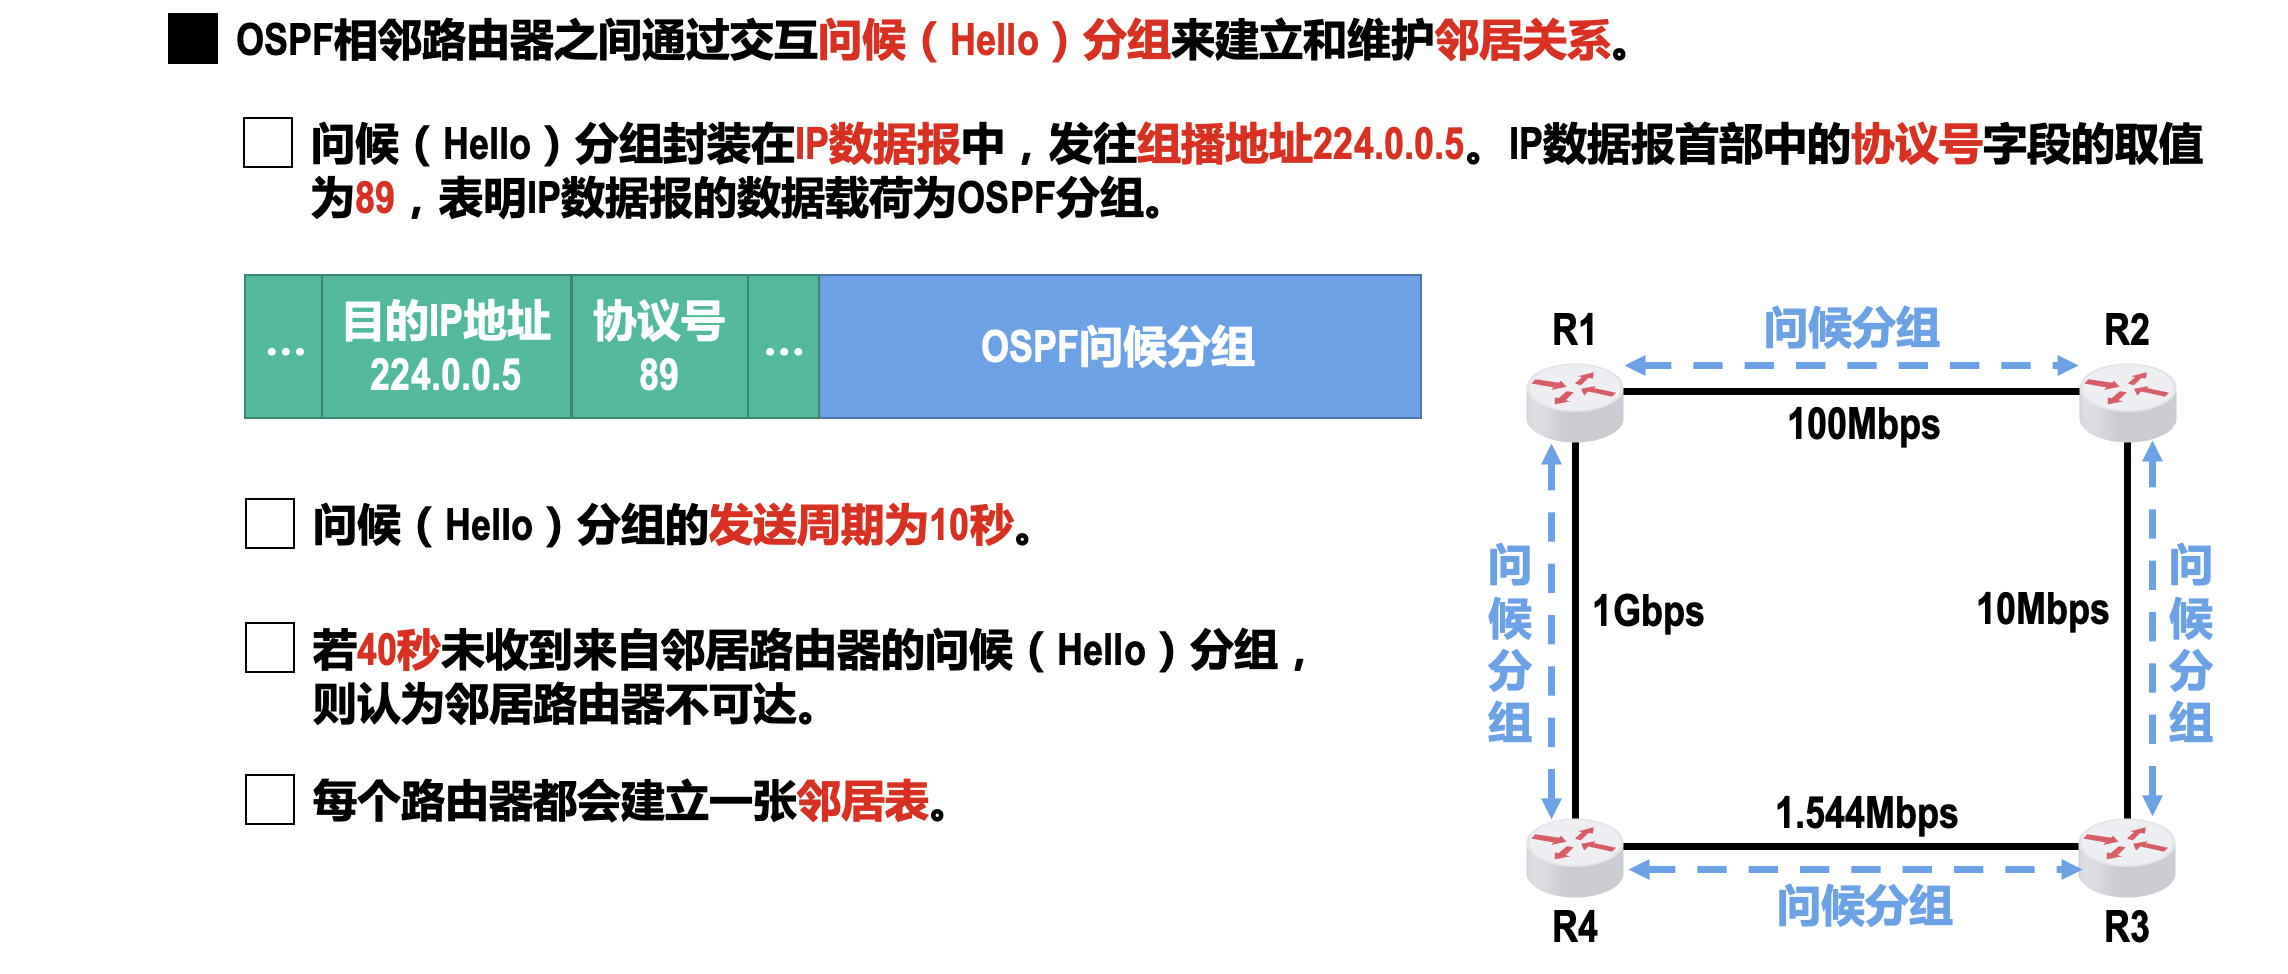 OSPF相邻路由器之间通过交互问候（Hello）分组来建立和维护邻居关系。
问候（Hello）分组封装在IP数据报中，发往组播地址224.0.0.5。IP数据报首部中的协议号字段的取值
为89，表明IP数据报的数据载荷为OSPF分组。
… 目的IP地址 协议号 … OSPF问候分组
224.0.0.5 89
问候（Hello）分组的发送周期为10秒。
若40秒未收到来自邻居路由器的问候（Hello）分组，
则认为邻居路由器不可达。
每个路由器都会建立一张邻居表。
R1 问候分组 R2
100Mbps
问候分组
1Gbps
10Mbps
问候分组
1.544Mbps
问候分组
R4 R3